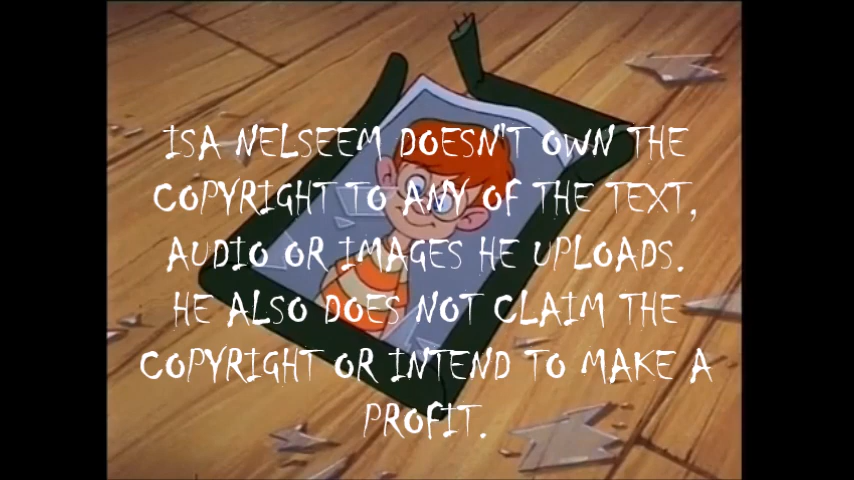 ISA NELSEEM DOESN'T OWN THE
COPYRIGHT TO ANY OF THE TEXT,
AUDIO OR IMAGES HE UPLOADS.
HE ALSO DOES NOT CLAIM THE
COPYRIGHT OR INTEND TO MAKE A
PROFIT.